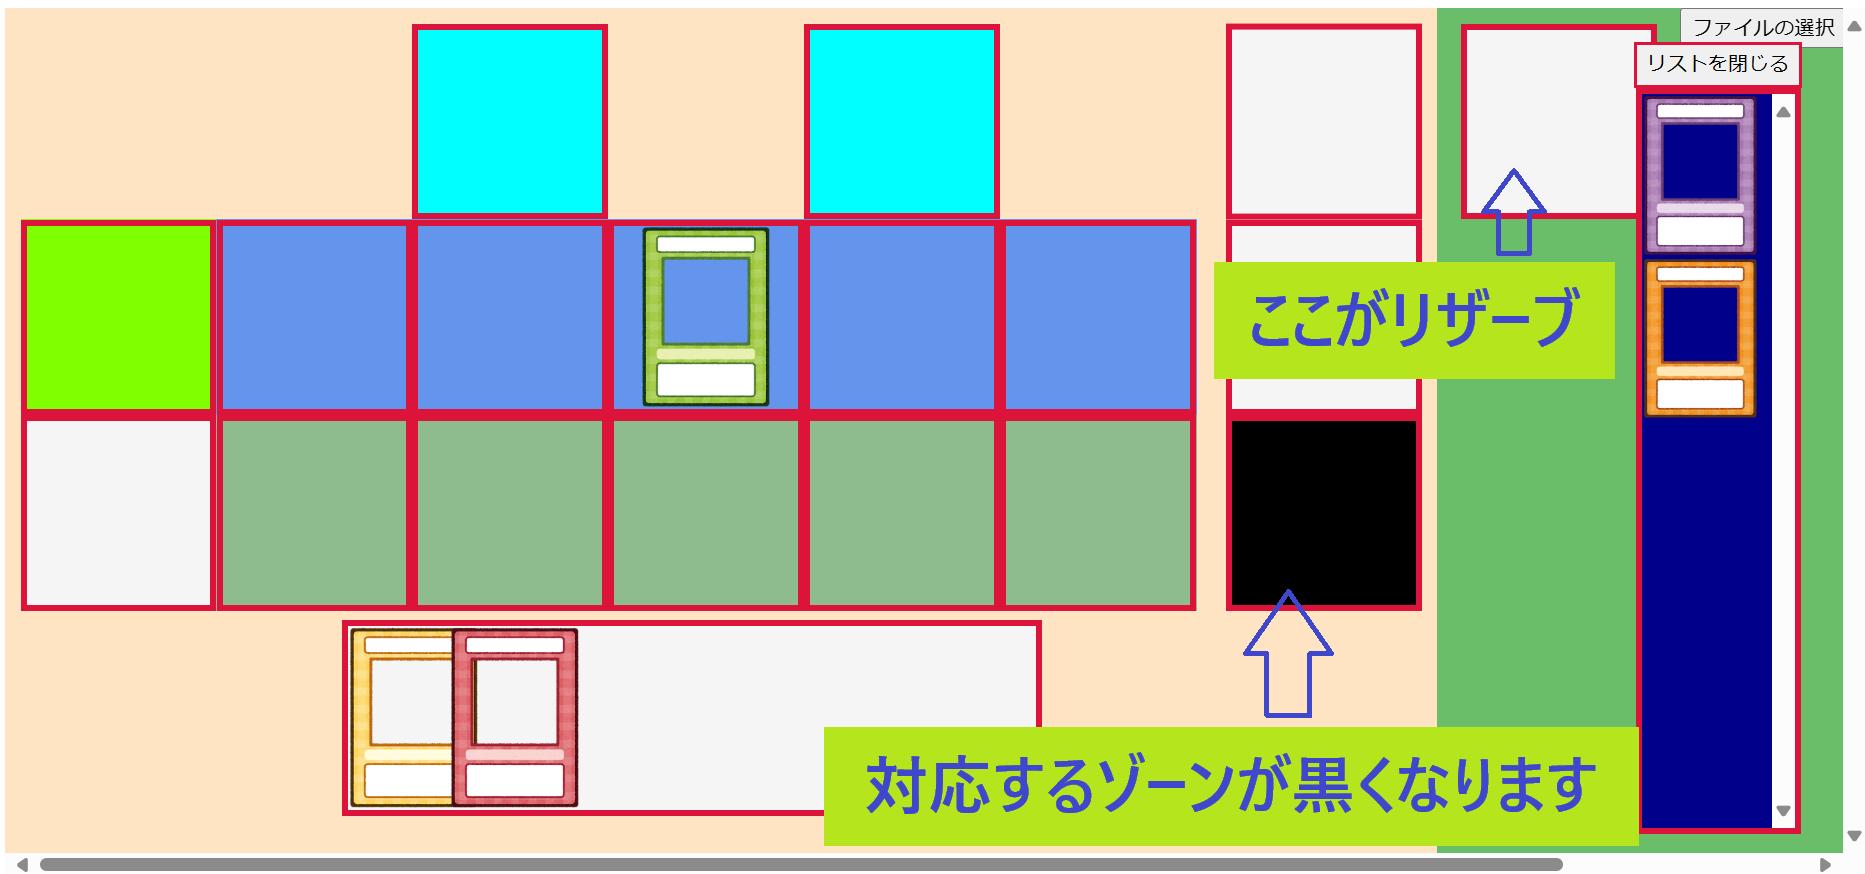 ファイルの選択
リストを閉じる
ここがリザーブ
対応するゾーンが黒くなります